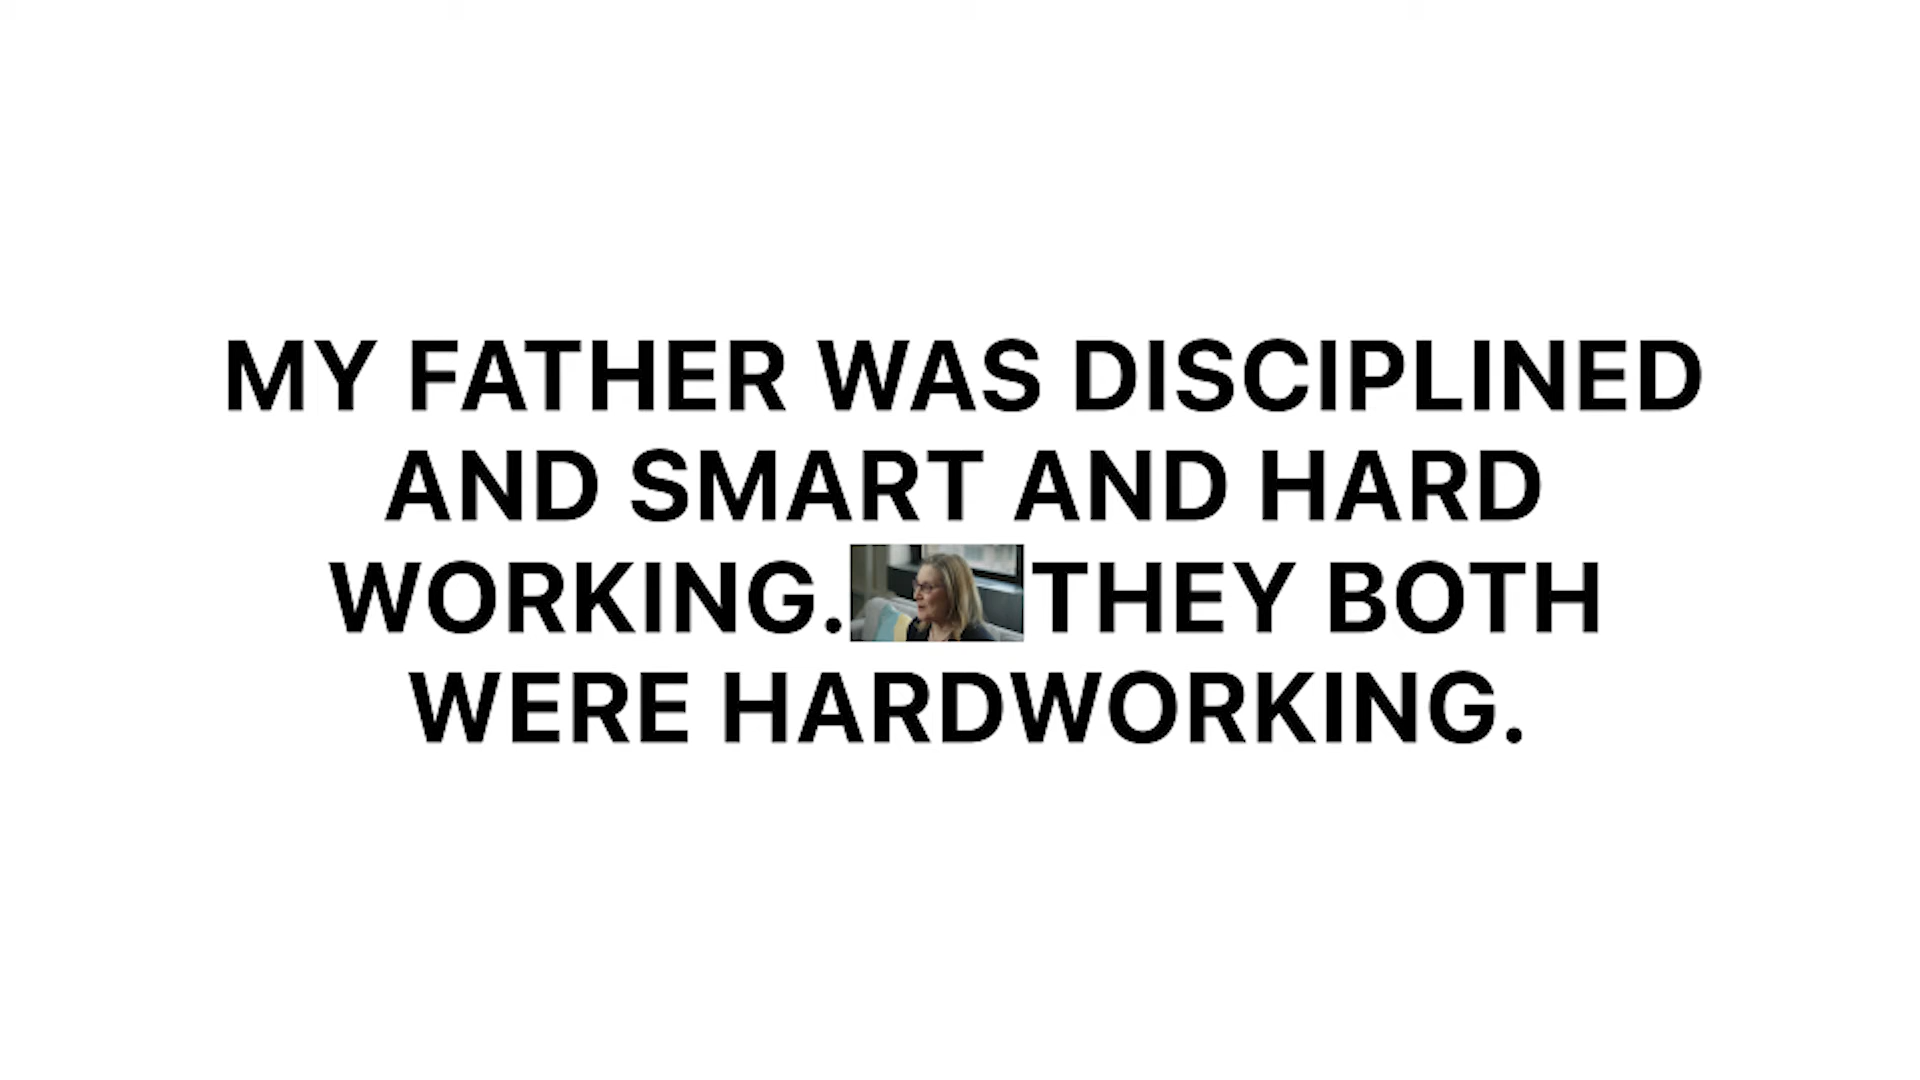 MY FATHER WAS DISCIPLINED
AND SMART AND HARD
WORKING. THEY BOTH
WERE HARDWORKING.